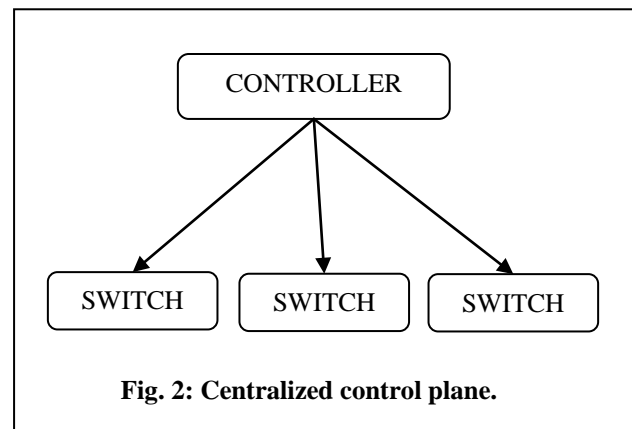 CONTROLLER
SWITCH SWITCH SWITCH
Fig. 2: Centralized control plane.